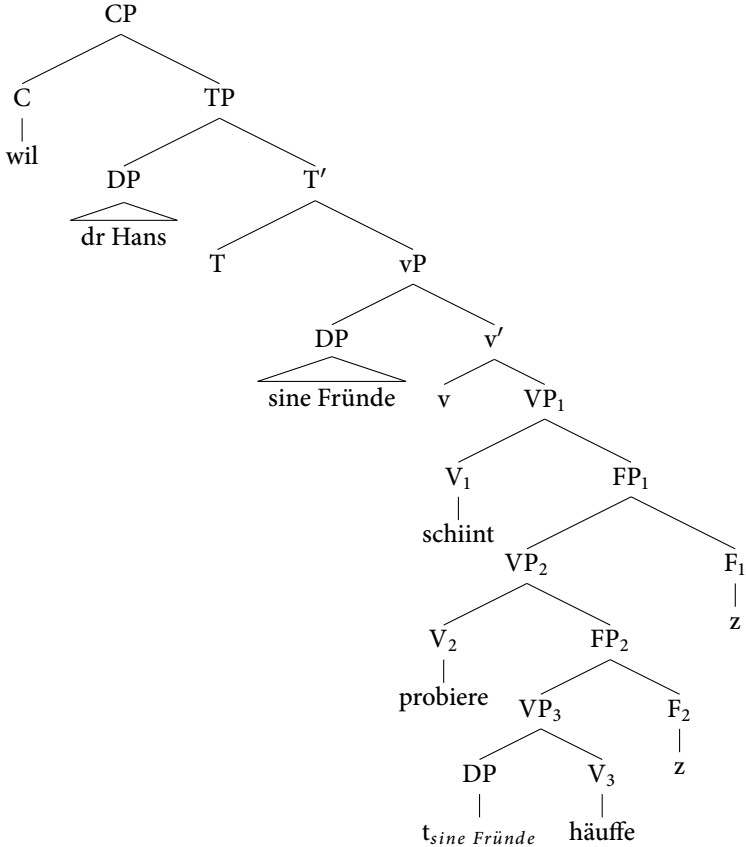 CP
C TP
wil
DP T′
dr Hans
T vP
DP v′
sine Fründe v VP₁
V₁ FP₁
schiint
VP₂ F₁
z
V₂ FP₂
probiere
VP₃ F₂
z
DP V₃
t_sine Fründe häuffe